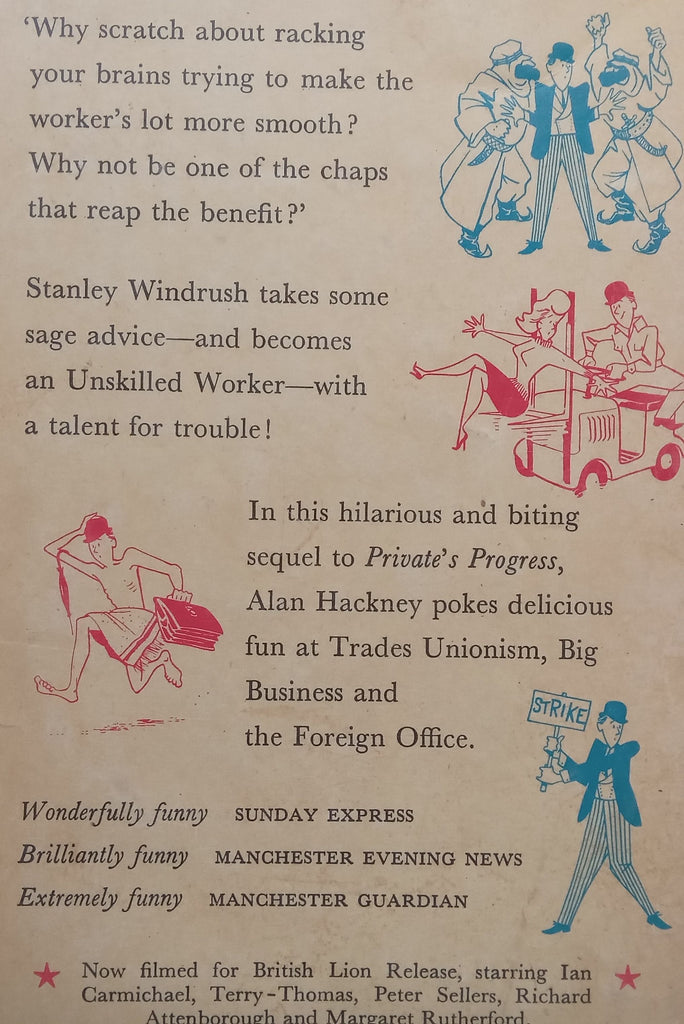 ‘Why scratch about racking
your brains trying to make the
worker’s lot more smooth?
Why not be one of the chaps
that reap the benefit?’
Stanley Windrush takes some
sage advice—and becomes
an Unskilled Worker—with
a talent for trouble!
In this hilarious and biting
sequel to Private’s Progress,
Alan Hackney pokes delicious
fun at Trades Unionism, Big
Business and
the Foreign Office.
STRIKE
Wonderfully funny SUNDAY EXPRESS
Brilliantly funny MANCHESTER EVENING NEWS
Extremely funny MANCHESTER GUARDIAN
Now filmed for British Lion Release, starring Ian
Carmichael, Terry-Thomas, Peter Sellers, Richard
Attenborough and Margaret Rutherford.